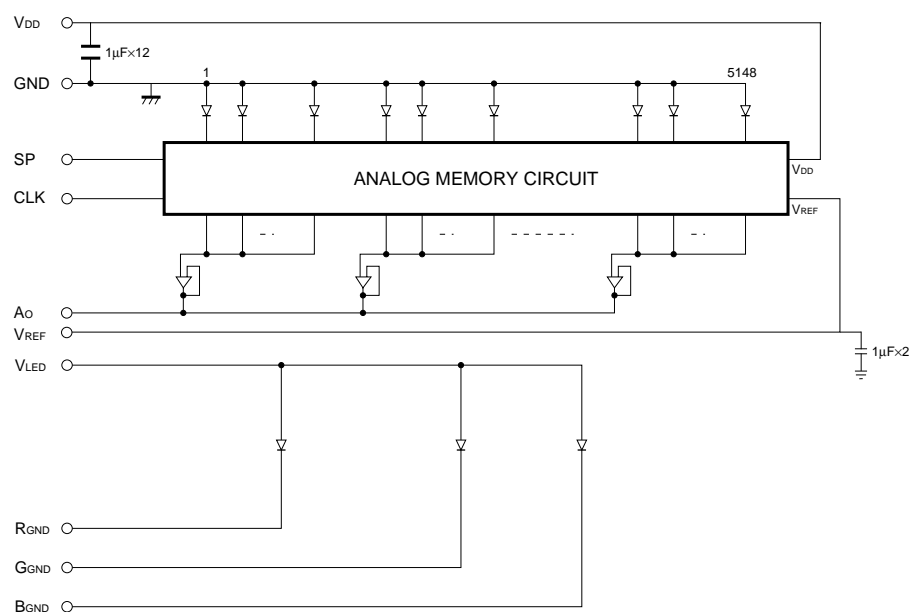 VDD
1μF×12
GND
1
5148
SP
ANALOG MEMORY CIRCUIT
VDD
CLK
VREF
AO
VREF
VLED
1μF×2
RGND
GGND
BGND